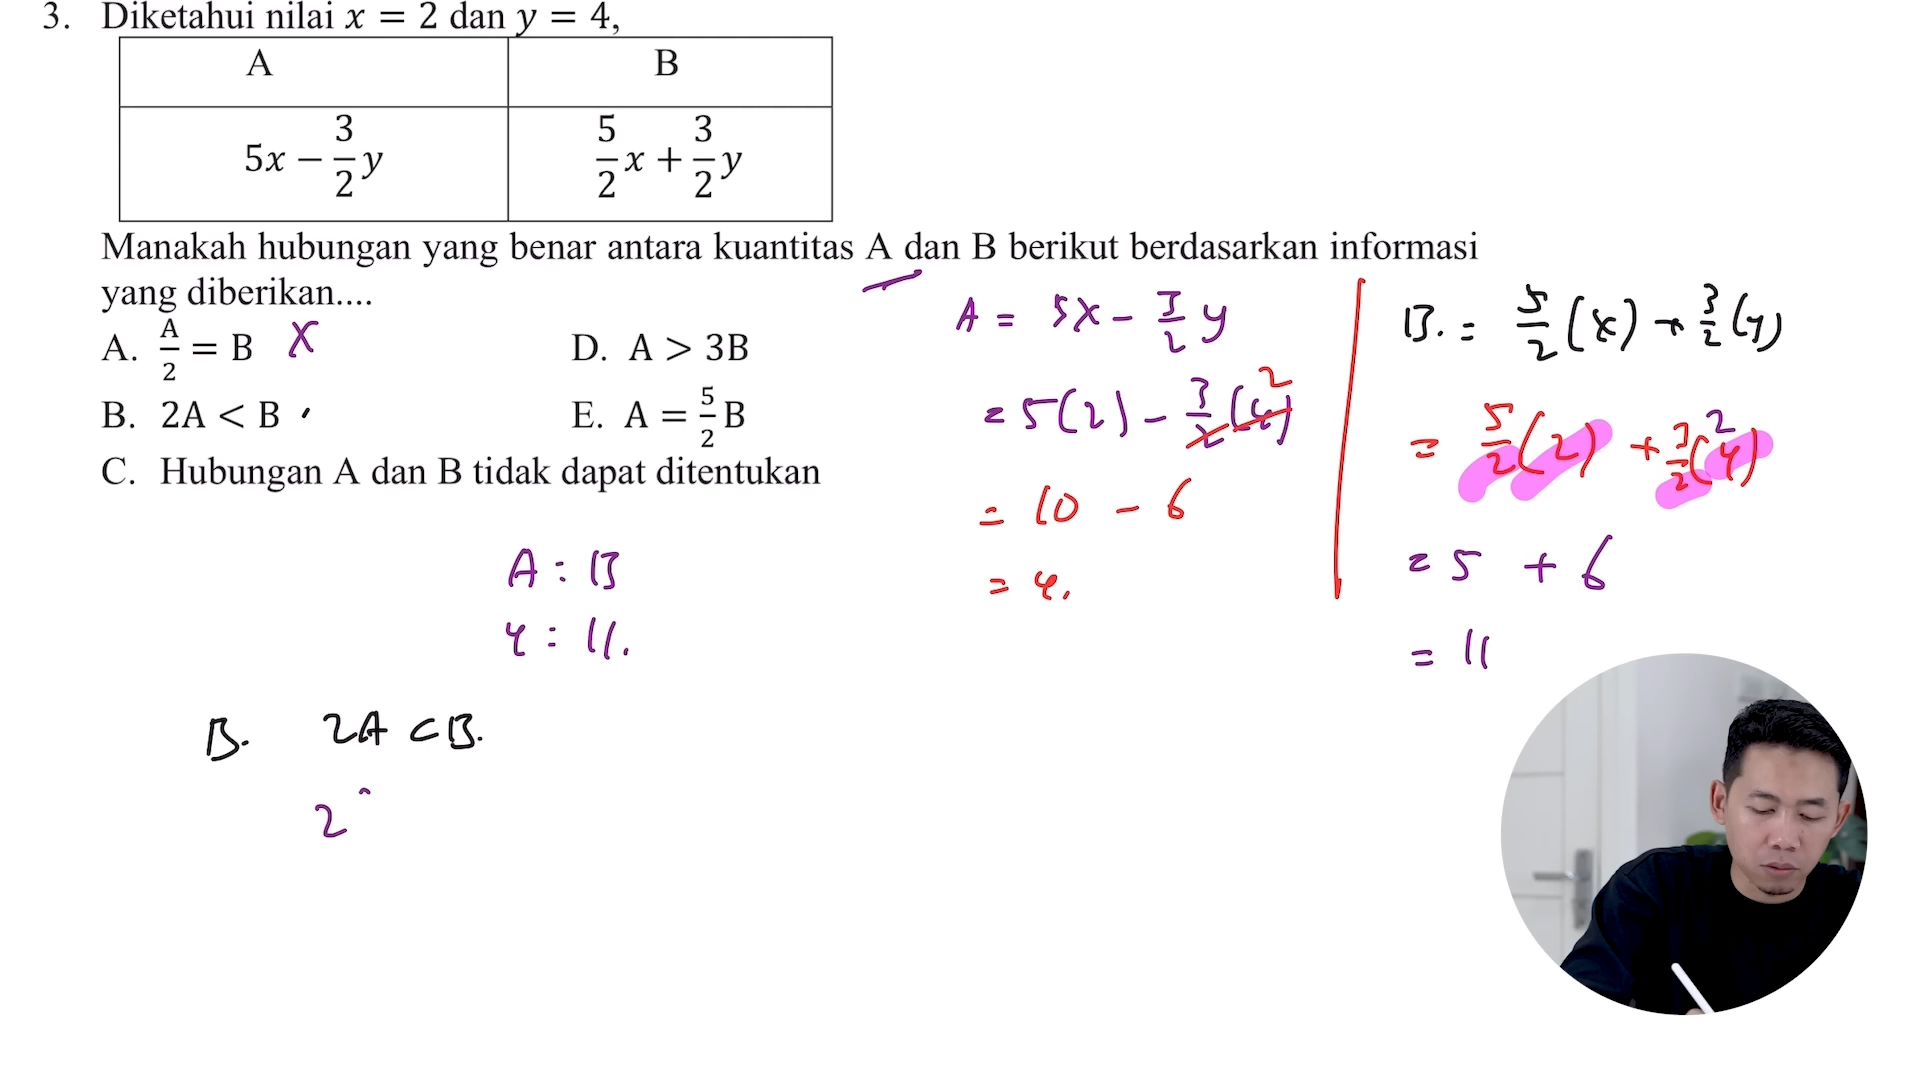 3. Diketahui nilai x = 2 dan y = 4,
A B
5x − 3/2 y 5/2 x + 3/2 y
Manakah hubungan yang benar antara kuantitas A dan B berikut berdasarkan informasi
yang diberikan....
A. A/2 = B X D. A > 3B
B. 2A < B E. A = 5/2 B
C. Hubungan A dan B tidak dapat ditentukan
A = 5x − 3/2 y
= 5(2) − 3/2 (4) 2
= 10 − 6
= 4.
B. = 5/2 (x) + 3/2 (y)
= 5/2 (2) + 3/2 (4) 2
= 5 + 6
= 11
A : B
4 : 11.
B. 2A < B.
2